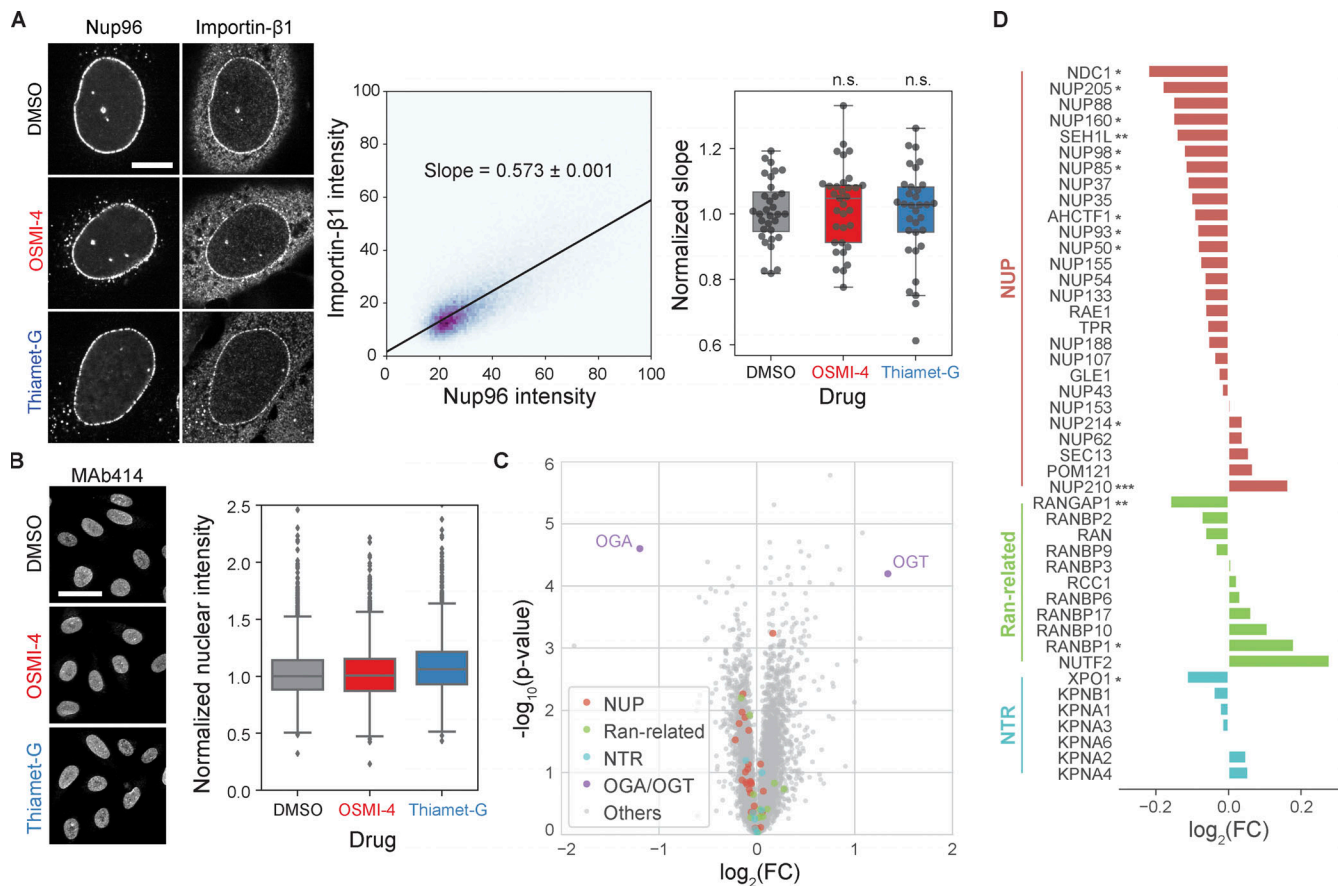 A
Nup96
Importin-β1
DMSO
OSMI-4
Thiamet-G
Importin-β1 intensity
100
80
60
40
20
0
Slope = 0.573 ± 0.001
0
20
40
60
80
100
Nup96 intensity
Normalized slope
1.2
1.0
0.8
0.6
n.s.
n.s.
DMSO
OSMI-4
Thiamet-G
Drug
B
MAb414
DMSO
OSMI-4
Thiamet-G
Normalized nuclear intensity
2.5
2.0
1.5
1.0
0.5
0.0
DMSO
OSMI-4
Thiamet-G
Drug
C
-log10(p-value)
6
5
4
3
2
1
0
OGA
OGT
NUP
Ran-related
NTR
OGA/OGT
Others
−2
−1
0
1
2
log2(FC)
D
NUP
NDC1 *
NUP205 *
NUP88
NUP160 *
SEH1L **
NUP98 *
NUP85 *
NUP37
NUP35
AHCTF1 *
NUP93 *
NUP50 *
NUP155
NUP54
NUP133
RAE1
TPR
NUP188
NUP107
GLE1
NUP43
NUP153
NUP214 *
NUP62
SEC13
POM121
NUP210 ***
Ran-related
RANGAP1 **
RANBP2
RAN
RANBP9
RANBP3
RCC1
RANBP6
RANBP17
RANBP10
RANBP1 *
NUTF2
NTR
XPO1 *
KPNB1
KPNA1
KPNA3
KPNA6
KPNA2
KPNA4
−0.2
0.0
0.2
log2(FC)